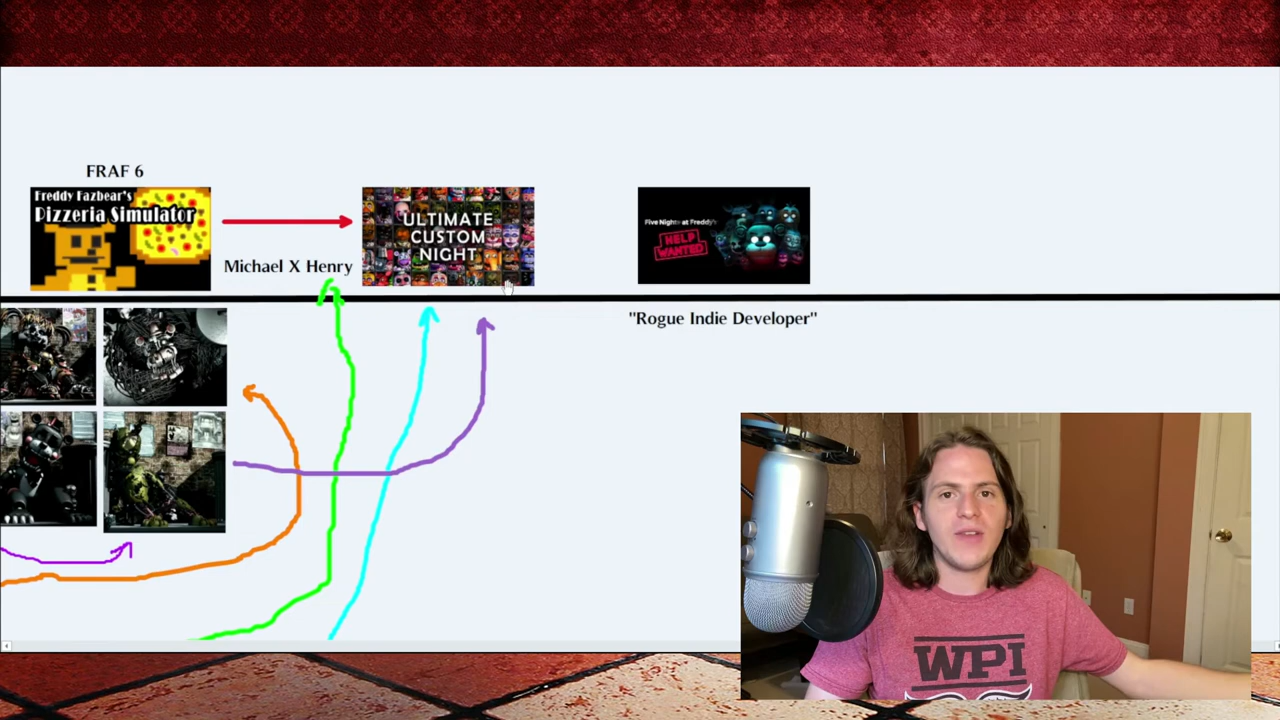 FRAF 6
Freddy Fazbear's
Pizzeria Simulator
Michael X Henry
ULTIMATE
CUSTOM
NIGHT
Five Nights at Freddy's
HELP
WANTED
"Rogue Indie Developer"
WPI